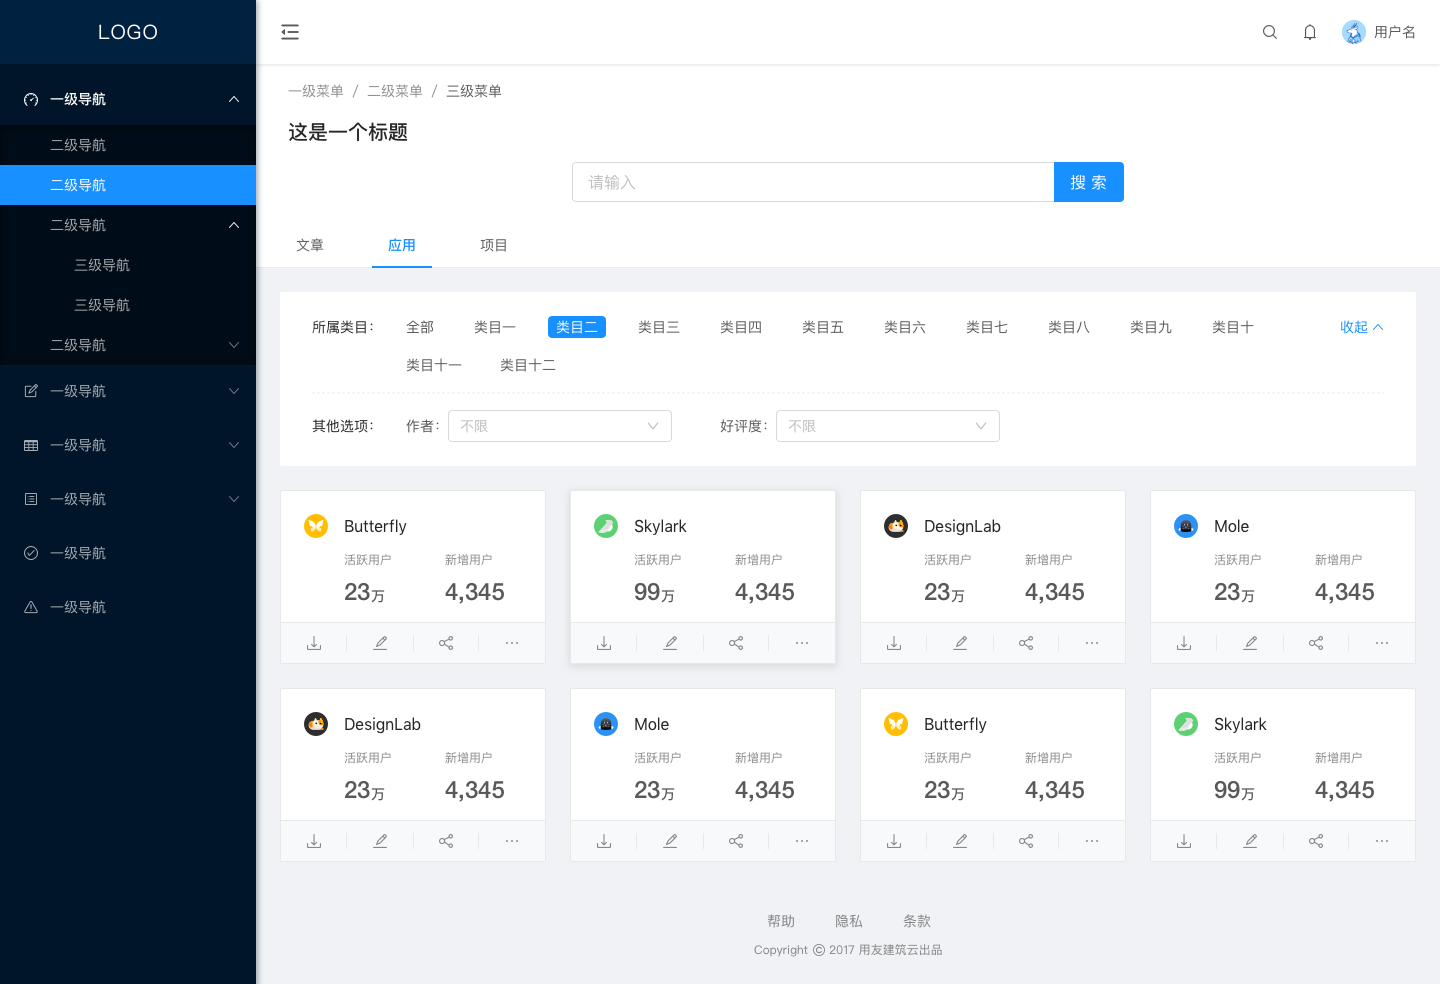 LOGO
一级导航
二级导航
二级导航
二级导航
三级导航
三级导航
二级导航
一级导航
一级导航
一级导航
一级导航
一级导航
用户名
一级菜单 / 二级菜单 / 三级菜单
这是一个标题
请输入 搜 索
文章 应用 项目
所属类目： 全部 类目一 类目二 类目三 类目四 类目五 类目六 类目七 类目八 类目九 类目十 收起
类目十一 类目十二
其他选项： 作者： 不限 好评度： 不限
Butterfly
活跃用户 新增用户
23万 4,345
Skylark
活跃用户 新增用户
99万 4,345
DesignLab
活跃用户 新增用户
23万 4,345
Mole
活跃用户 新增用户
23万 4,345
DesignLab
活跃用户 新增用户
23万 4,345
Mole
活跃用户 新增用户
23万 4,345
Butterfly
活跃用户 新增用户
23万 4,345
Skylark
活跃用户 新增用户
99万 4,345
帮助 隐私 条款
Copyright © 2017 用友建筑云出品